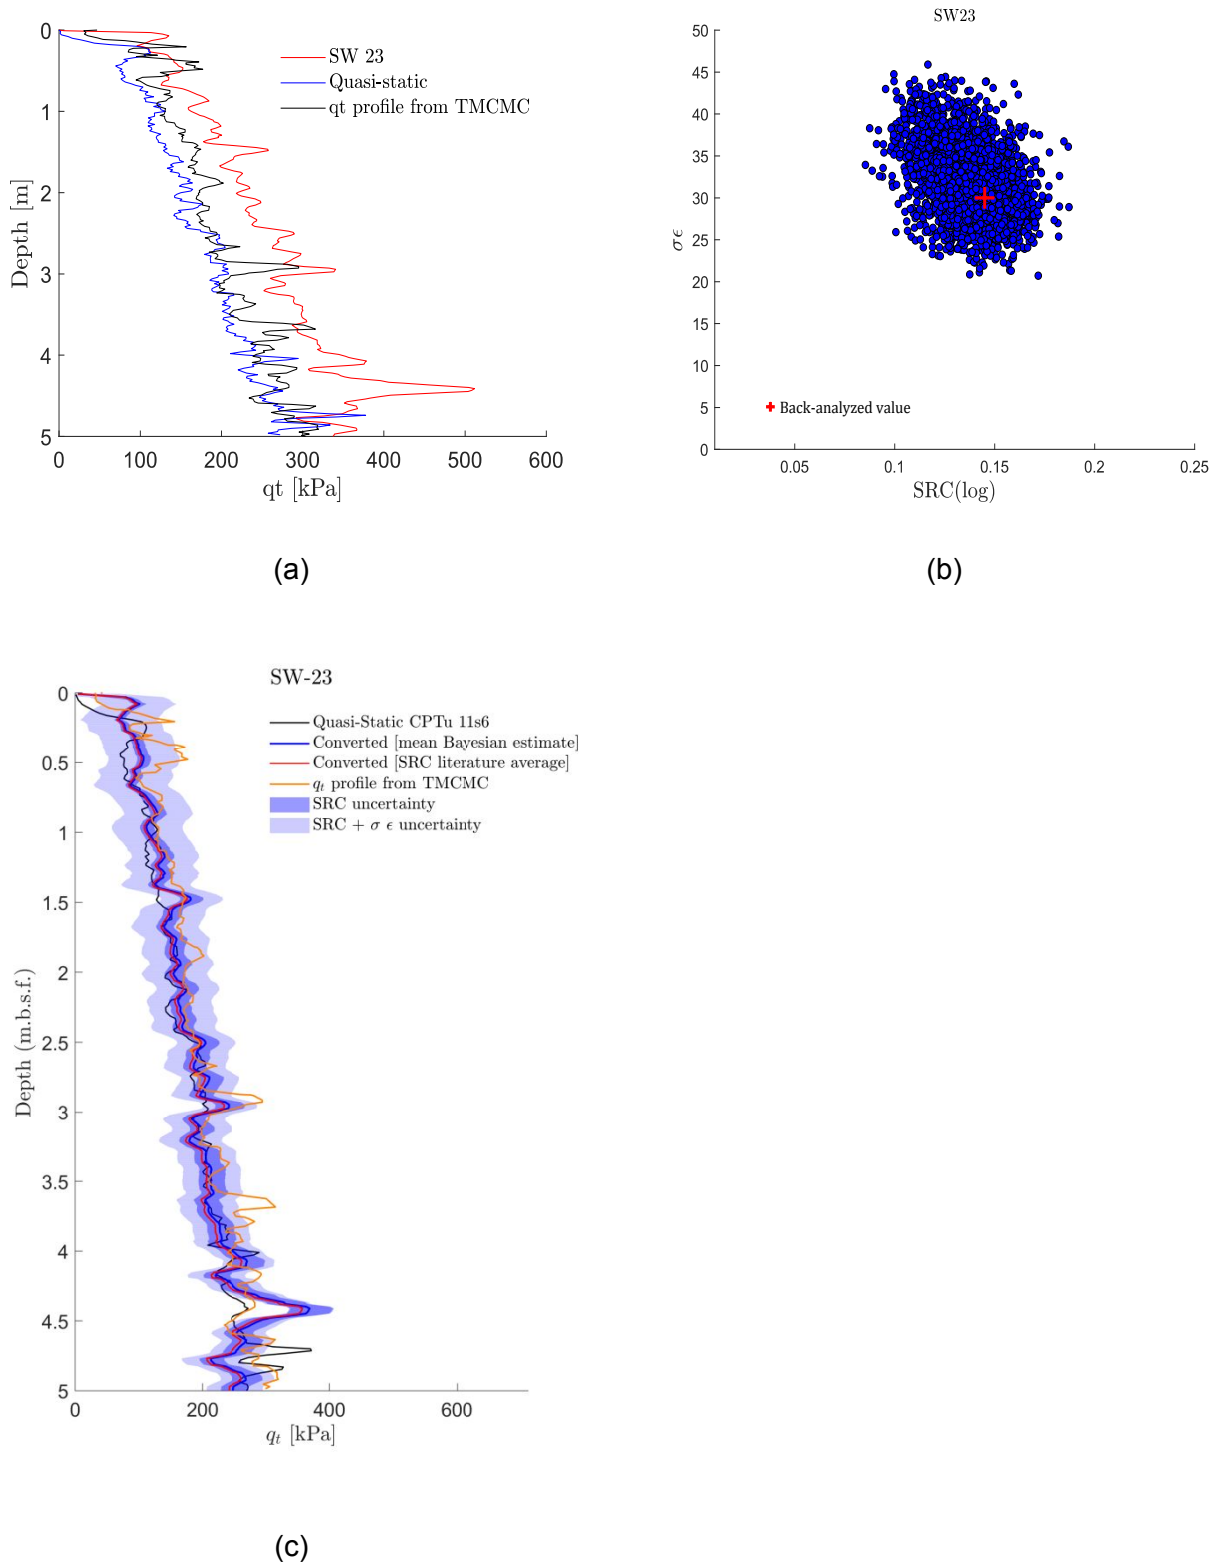 SW 23
Quasi-static
qt profile from TMCMC
0
1
2
3
4
5
Depth [m]
0 100 200 300 400 500 600
qt [kPa]
(a)
SW23
50
45
40
35
30
25
20
15
10
5
0
σϵ
Back-analyzed value
0.05 0.1 0.15 0.2 0.25
SRC(log)
(b)
SW-23
Quasi-Static CPTu 11s6
Converted [mean Bayesian estimate]
Converted [SRC literature average]
qt profile from TMCMC
SRC uncertainty
SRC + σ ϵ uncertainty
0
0.5
1
1.5
2
2.5
3
3.5
4
4.5
5
Depth (m.b.s.f.)
0 200 400 600
qt [kPa]
(c)